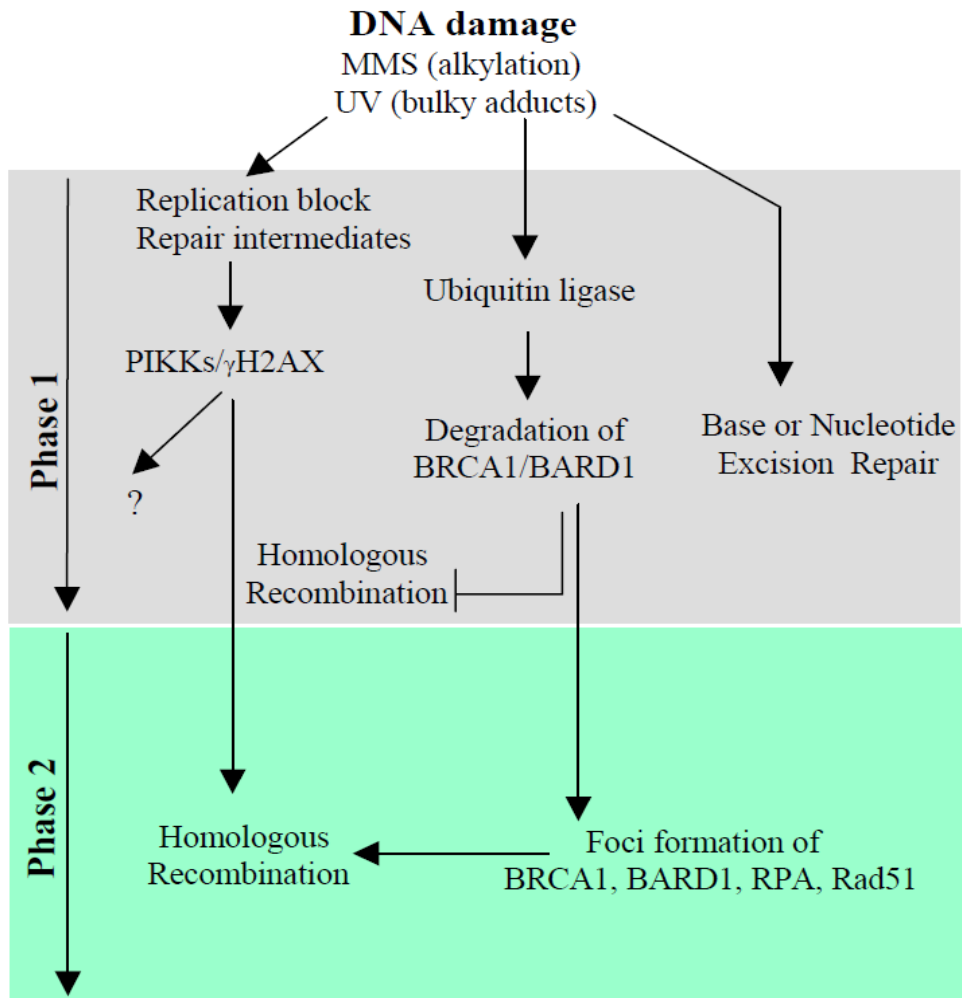 DNA damage
MMS (alkylation)
UV (bulky adducts)
Phase 1
Replication block
Repair intermediates
Ubiquitin ligase
PIKKs/γH2AX
Degradation of
BRCA1/BARD1
Base or Nucleotide
Excision Repair
?
Homologous
Recombination
Phase 2
Homologous
Recombination
Foci formation of
BRCA1, BARD1, RPA, Rad51